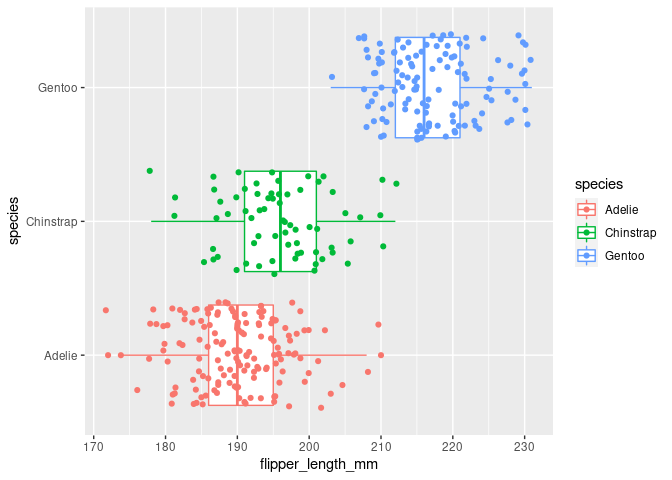 Gentoo
Chinstrap
Adelie
species
170 180 190 200 210 220 230
flipper_length_mm
species
Adelie
Chinstrap
Gentoo